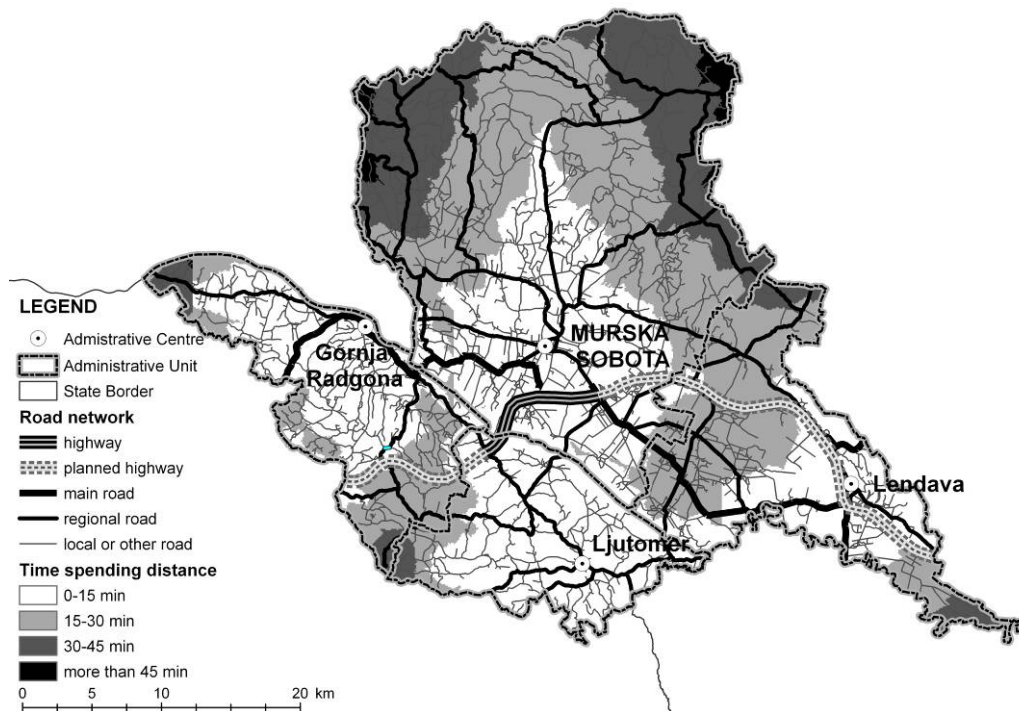 MURSKA
SOBOTA
Gornja
Radgona
Lendava
Ljutomer
LEGEND
Admistrative Centre
Administrative Unit
State Border
Road network
highway
planned highway
main road
regional road
local or other road
Time spending distance
0-15 min
15-30 min
30-45 min
more than 45 min
0 5 10 20 km